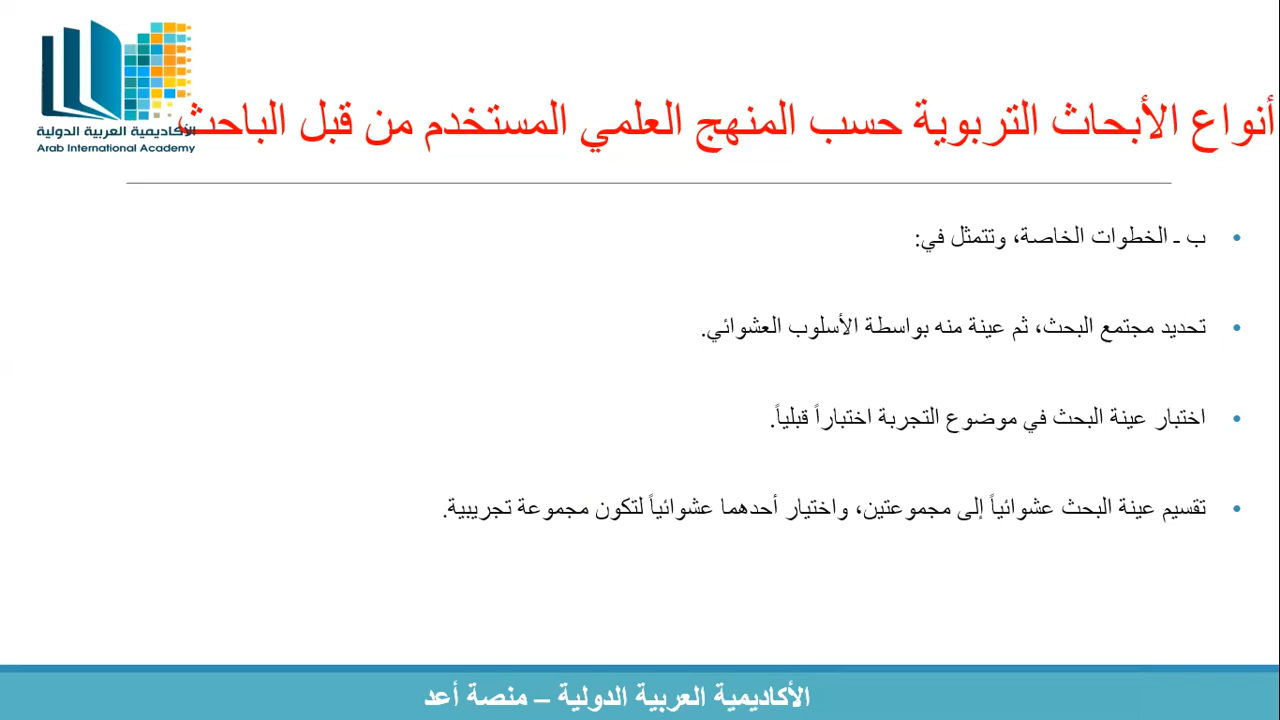 الأكاديمية العربية الدولية
Arab International Academy
أنواع الأبحاث التربوية حسب المنهج العلمي المستخدم من قبل الباحث
• ب ـ الخطوات الخاصة، وتتمثل في:
• تحديد مجتمع البحث، ثم عينة منه بواسطة الأسلوب العشوائي.
• اختبار عينة البحث في موضوع التجربة اختباراً قبلياً.
• تقسيم عينة البحث عشوائياً إلى مجموعتين، واختيار أحدهما عشوائياً لتكون مجموعة تجريبية.
الأكاديمية العربية الدولية – منصة أعد